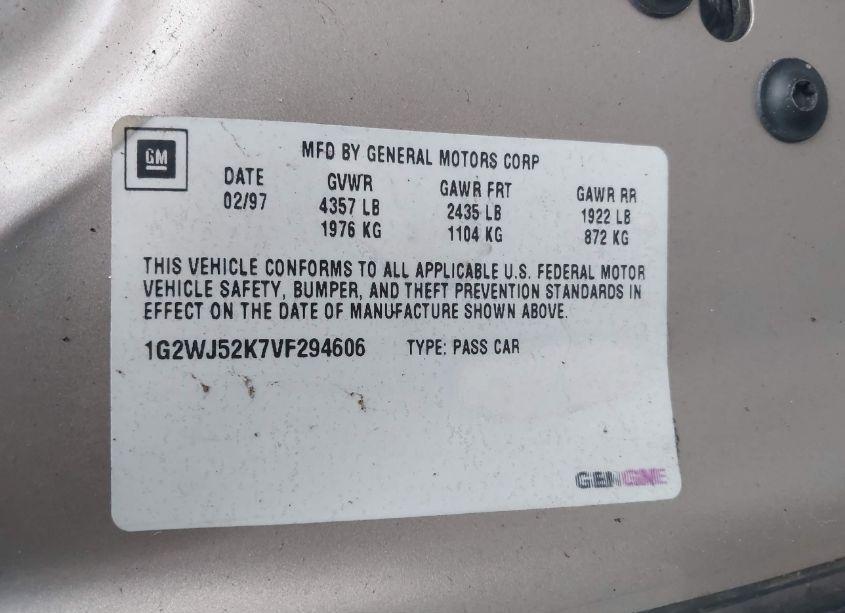 GM
MFD BY GENERAL MOTORS CORP
DATE GVWR GAWR FRT GAWR RR
02/97 4357 LB 2435 LB 1922 LB
1976 KG 1104 KG 872 KG
THIS VEHICLE CONFORMS TO ALL APPLICABLE U.S. FEDERAL MOTOR
VEHICLE SAFETY, BUMPER, AND THEFT PREVENTION STANDARDS IN
EFFECT ON THE DATE OF MANUFACTURE SHOWN ABOVE.
1G2WJ52K7VF294606 TYPE: PASS CAR